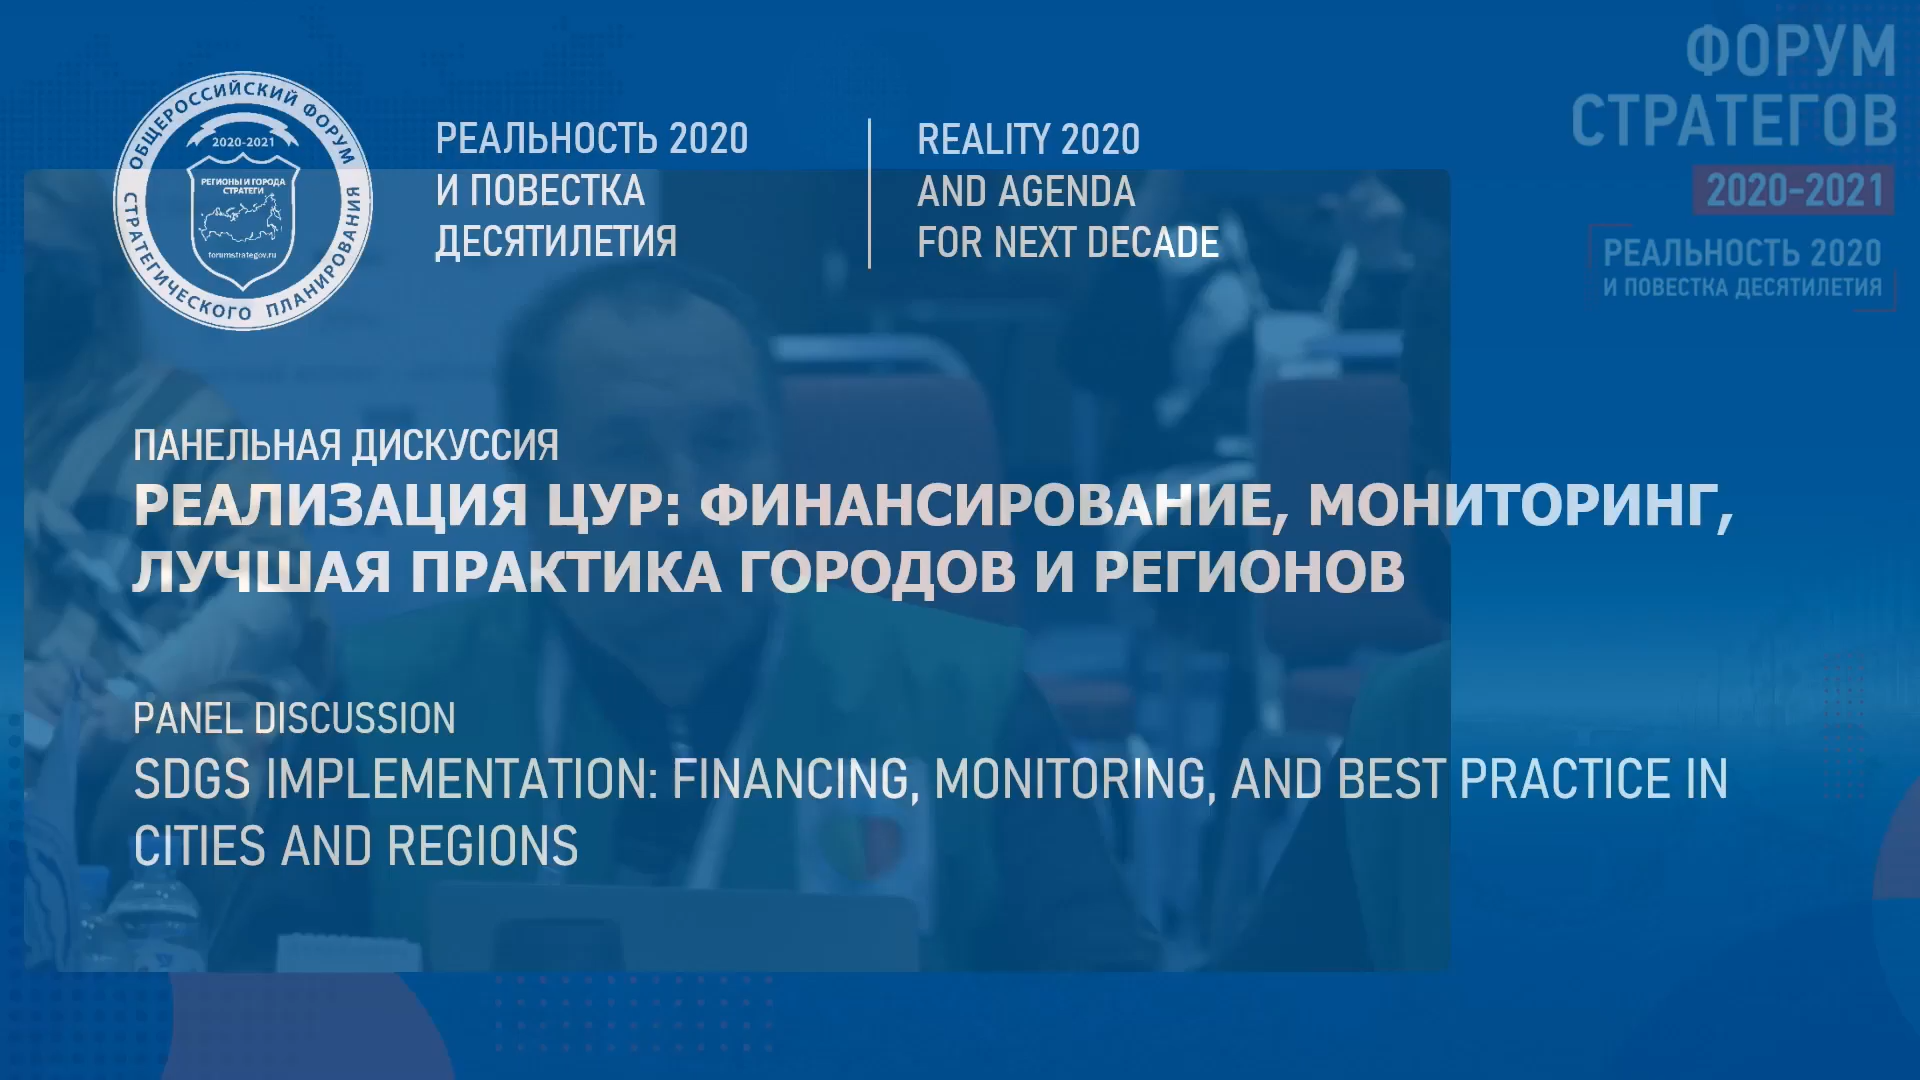 ОБЩЕРОССИЙСКИЙ ФОРУМ
СТРАТЕГИЧЕСКОГО ПЛАНИРОВАНИЯ
2020-2021
РЕГИОНЫ И ГОРОДА
СТРАТЕГИ
forumstrategov.ru
РЕАЛЬНОСТЬ 2020
И ПОВЕСТКА
ДЕСЯТИЛЕТИЯ
REALITY 2020
AND AGENDA
FOR NEXT DECADE
ФОРУМ
СТРАТЕГОВ
2020-2021
РЕАЛЬНОСТЬ 2020
И ПОВЕСТКА ДЕСЯТИЛЕТИЯ
ПАНЕЛЬНАЯ ДИСКУССИЯ
РЕАЛИЗАЦИЯ ЦУР: ФИНАНСИРОВАНИЕ, МОНИТОРИНГ,
ЛУЧШАЯ ПРАКТИКА ГОРОДОВ И РЕГИОНОВ
PANEL DISCUSSION
SDGS IMPLEMENTATION: FINANCING, MONITORING, AND BEST PRACTICE IN
CITIES AND REGIONS